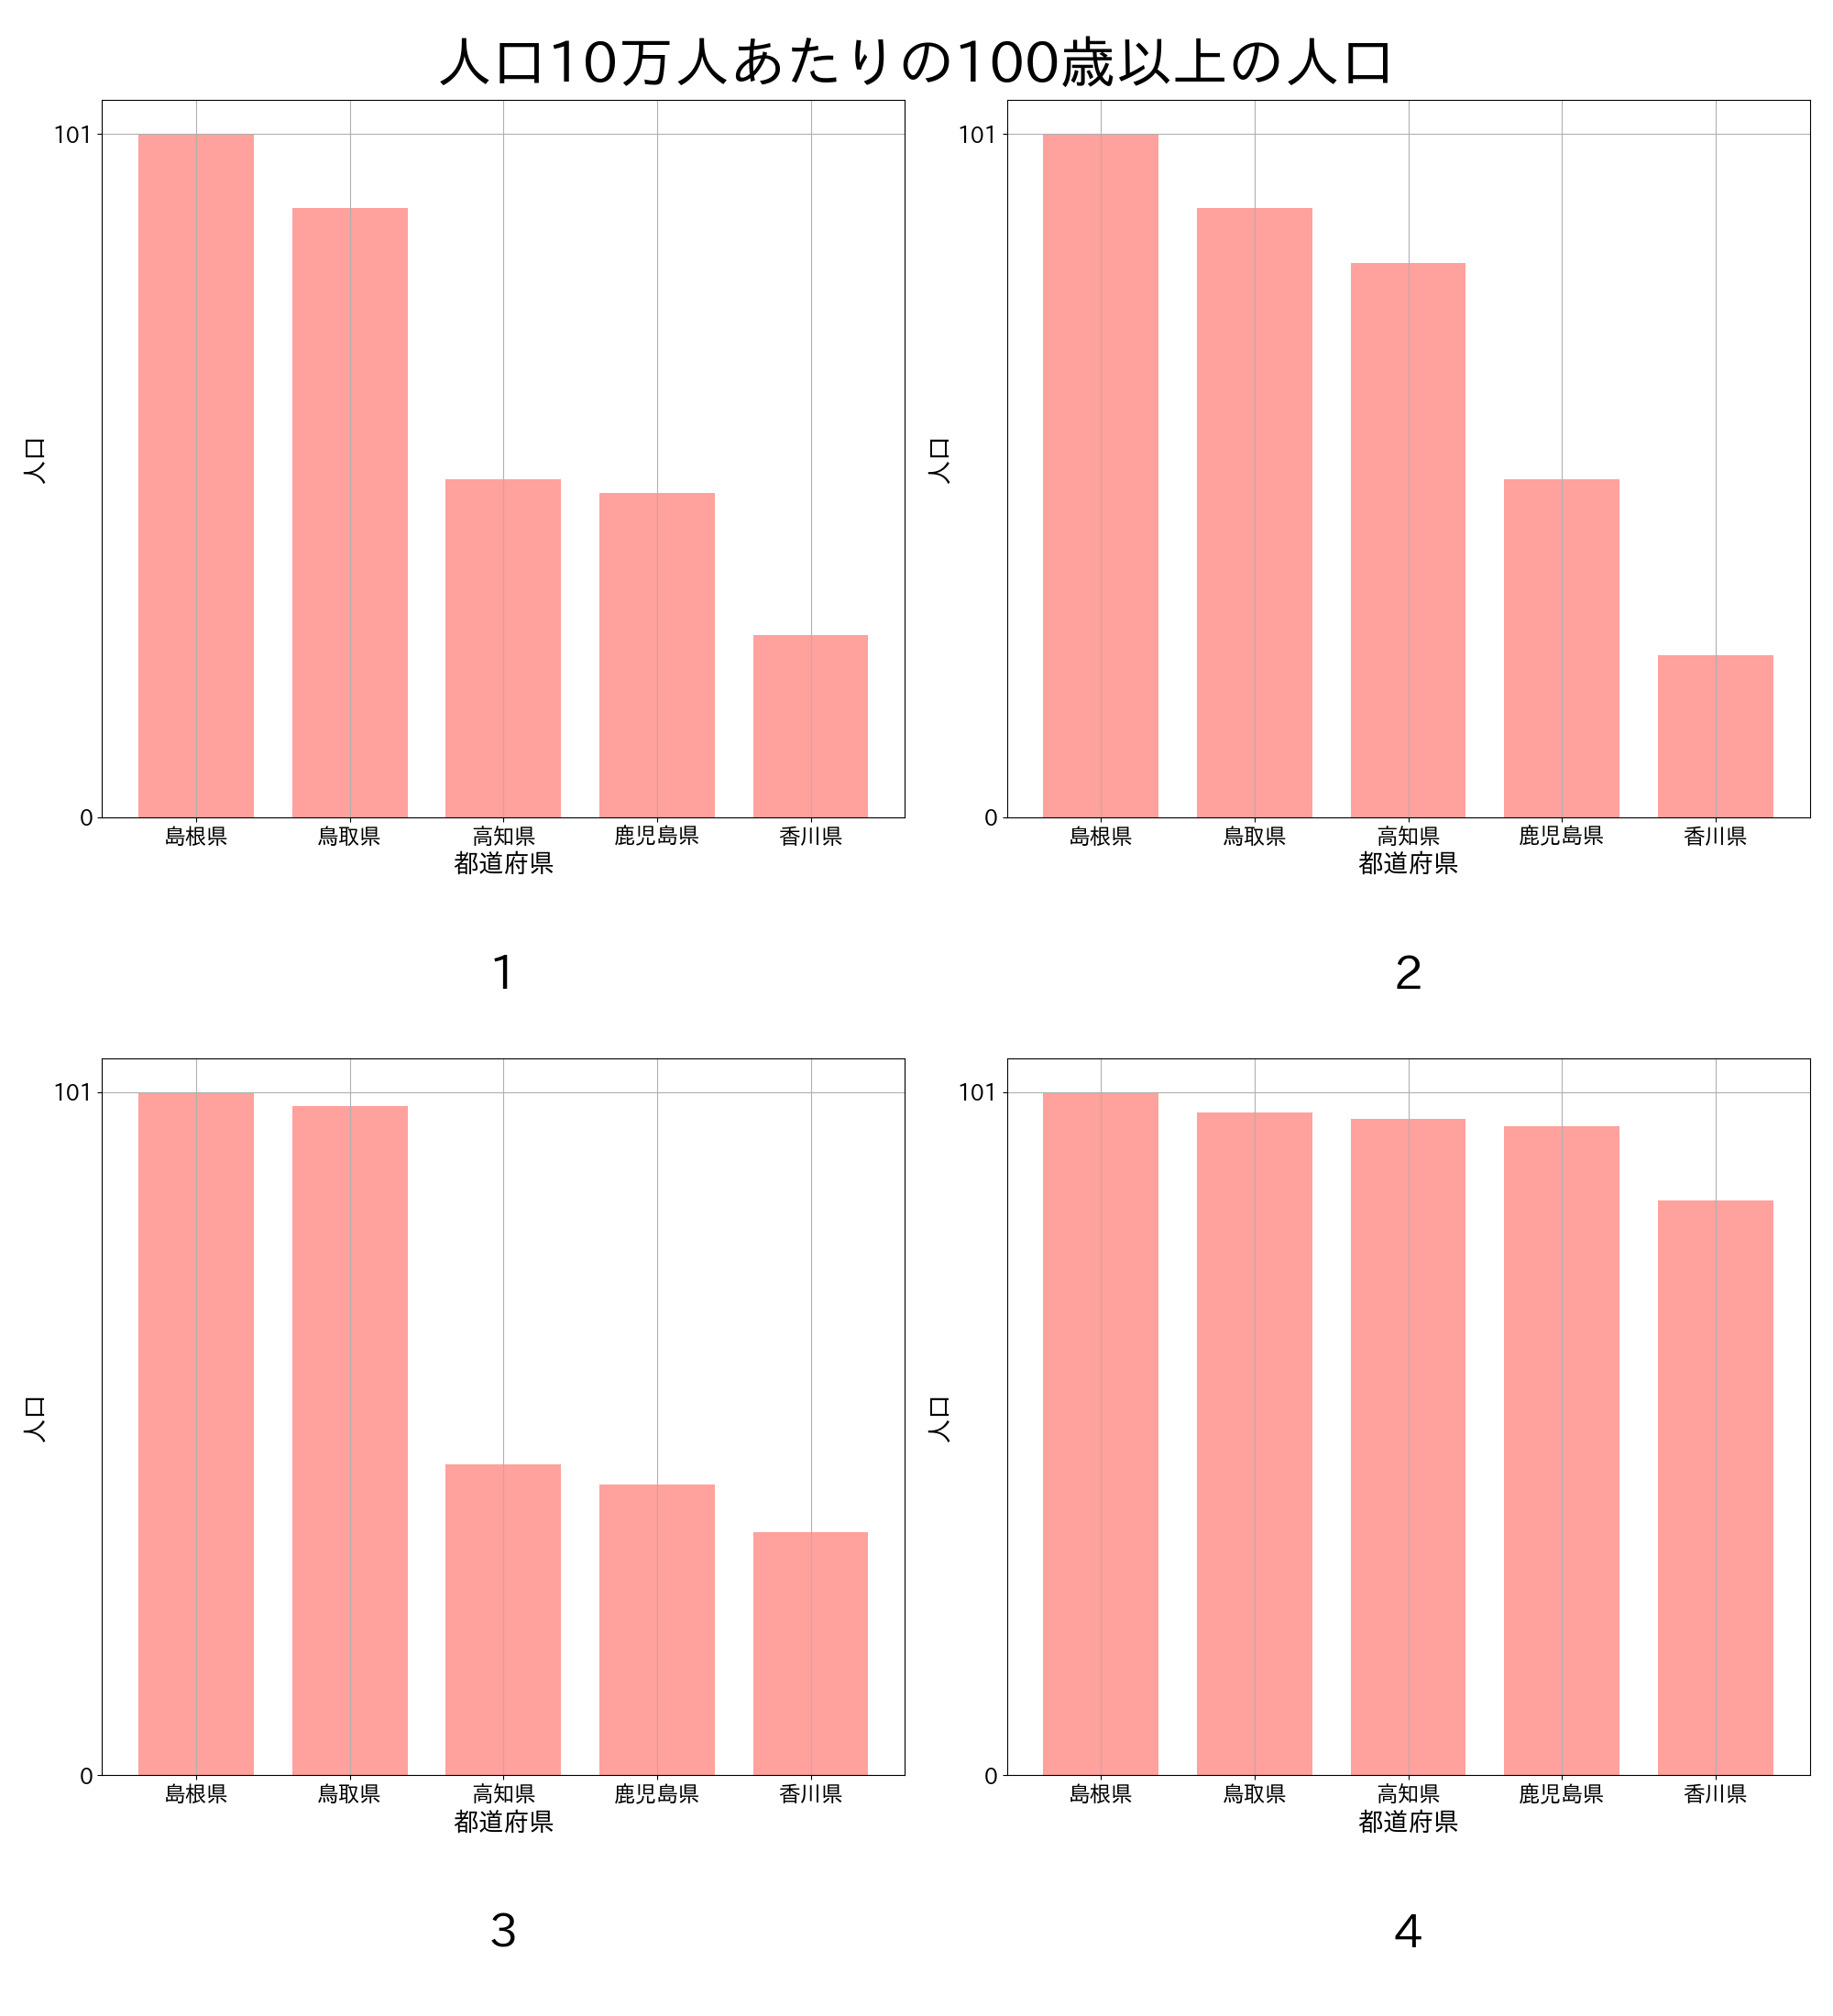 人口10万人あたりの100歳以上の人口
101
0
人口
島根県 鳥取県 高知県 鹿児島県 香川県
都道府県
1
101
0
人口
島根県 鳥取県 高知県 鹿児島県 香川県
都道府県
2
101
0
人口
島根県 鳥取県 高知県 鹿児島県 香川県
都道府県
3
101
0
人口
島根県 鳥取県 高知県 鹿児島県 香川県
都道府県
4